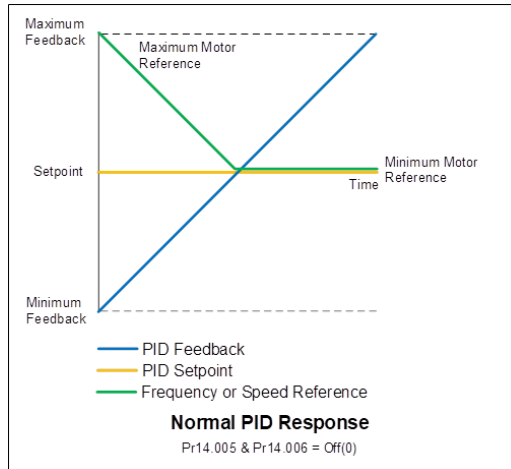 Maximum
Feedback
Maximum Motor
Reference
Setpoint
Minimum Motor
Reference
Time
Minimum
Feedback
PID Feedback
PID Setpoint
Frequency or Speed Reference
Normal PID Response
Pr14.005 & Pr14.006 = Off(0)